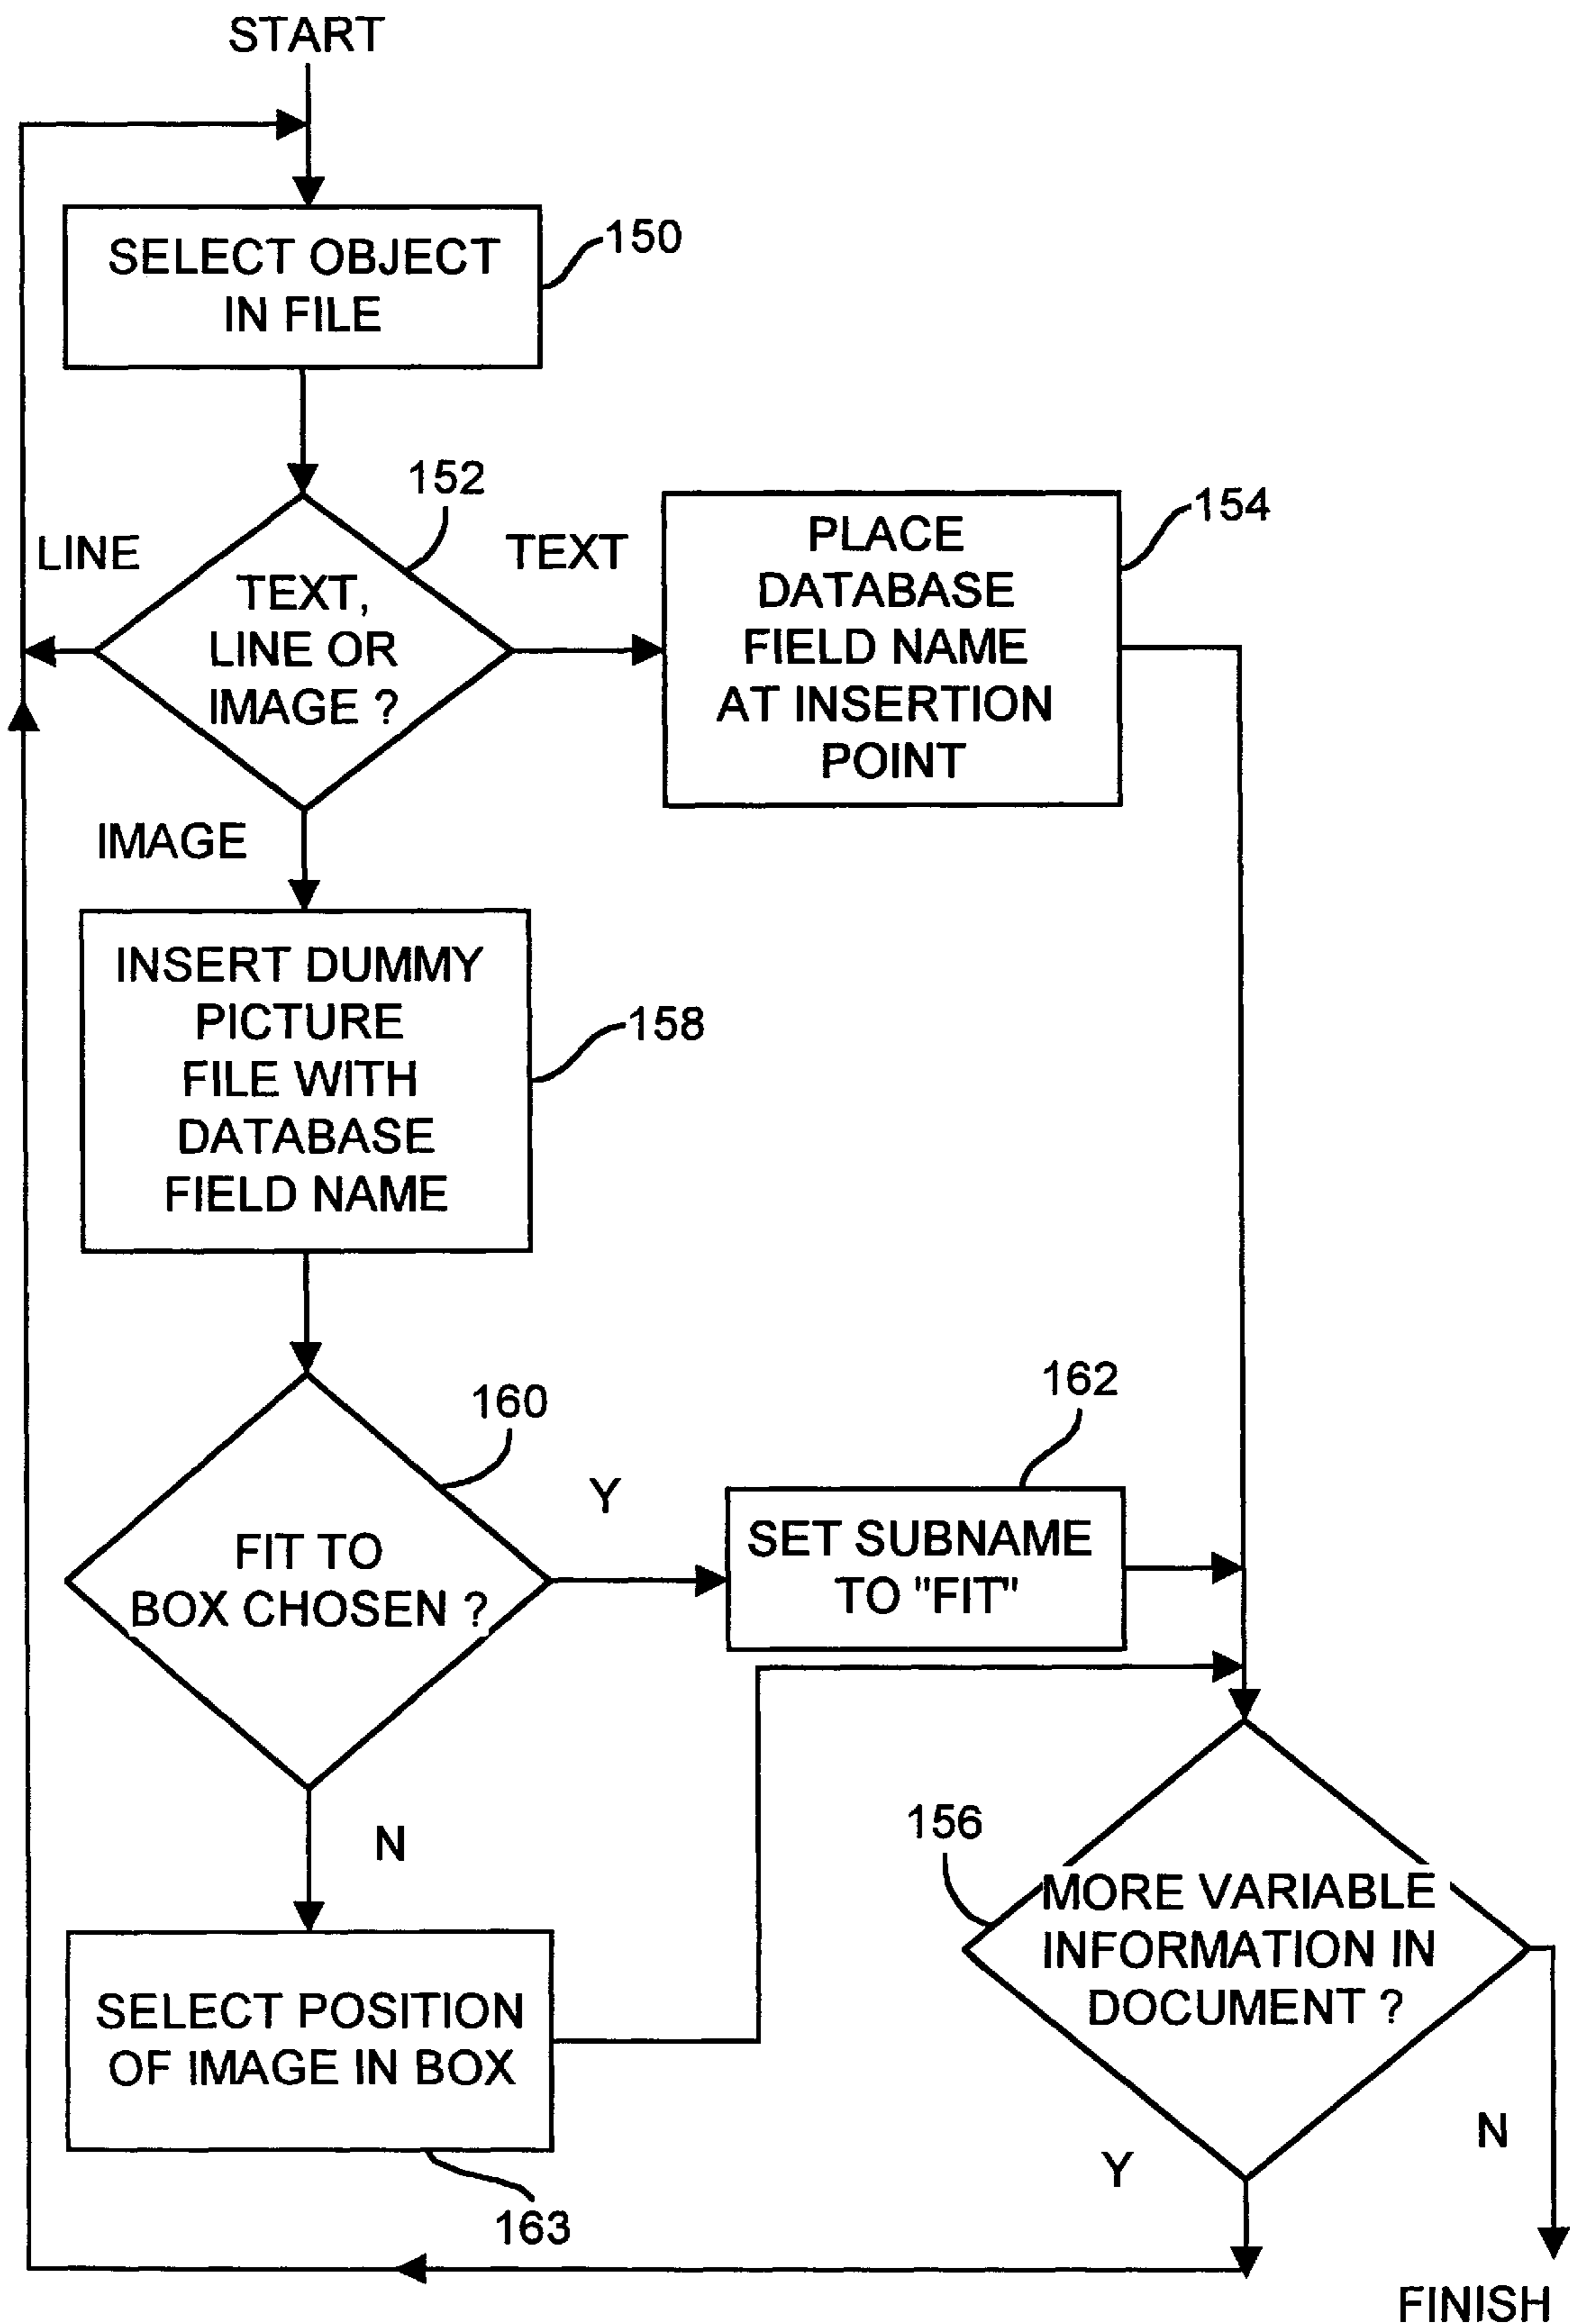 START
SELECT OBJECT
IN FILE
150
152
LINE
TEXT
TEXT,
LINE OR
IMAGE ?
PLACE
DATABASE
FIELD NAME
AT INSERTION
POINT
154
IMAGE
INSERT DUMMY
PICTURE
FILE WITH
DATABASE
FIELD NAME
158
160
FIT TO
BOX CHOSEN ?
Y
162
SET SUBNAME
TO "FIT"
N
SELECT POSITION
OF IMAGE IN BOX
163
156
MORE VARIABLE
INFORMATION IN
DOCUMENT ?
Y
N
FINISH